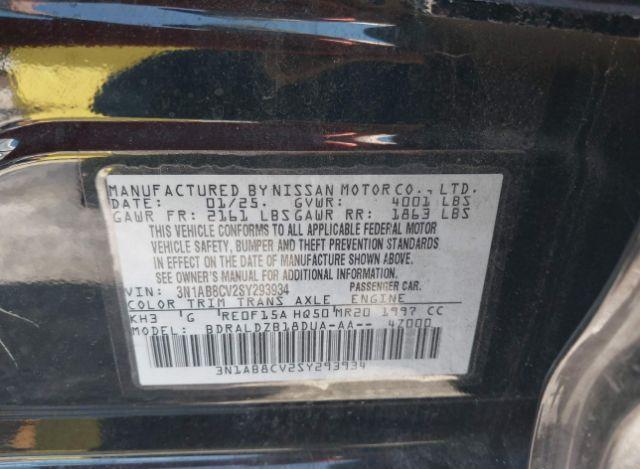 MANUFACTURED BY NISSAN MOTOR CO., LTD.
DATE: 01/25. GVWR: 4001 LBS
GAWR FR: 2161 LBS GAWR RR: 1863 LBS
THIS VEHICLE CONFORMS TO ALL APPLICABLE FEDERAL MOTOR
VEHICLE SAFETY, BUMPER AND THEFT PREVENTION STANDARDS
IN EFFECT ON THE DATE OF MANUFACTURE SHOWN ABOVE.
SEE OWNER'S MANUAL FOR ADDITIONAL INFORMATION
VIN: 3N1AB8CV2SY293934 PASSENGER CAR.
COLOR TRIM TRANS AXLE ENGINE
KH3 G RE0F15A HQ50 MR20 1997 CC
MODEL: BDRALDZB18DUA-AA-- 4Z000
3N1AB8CV2SY293934